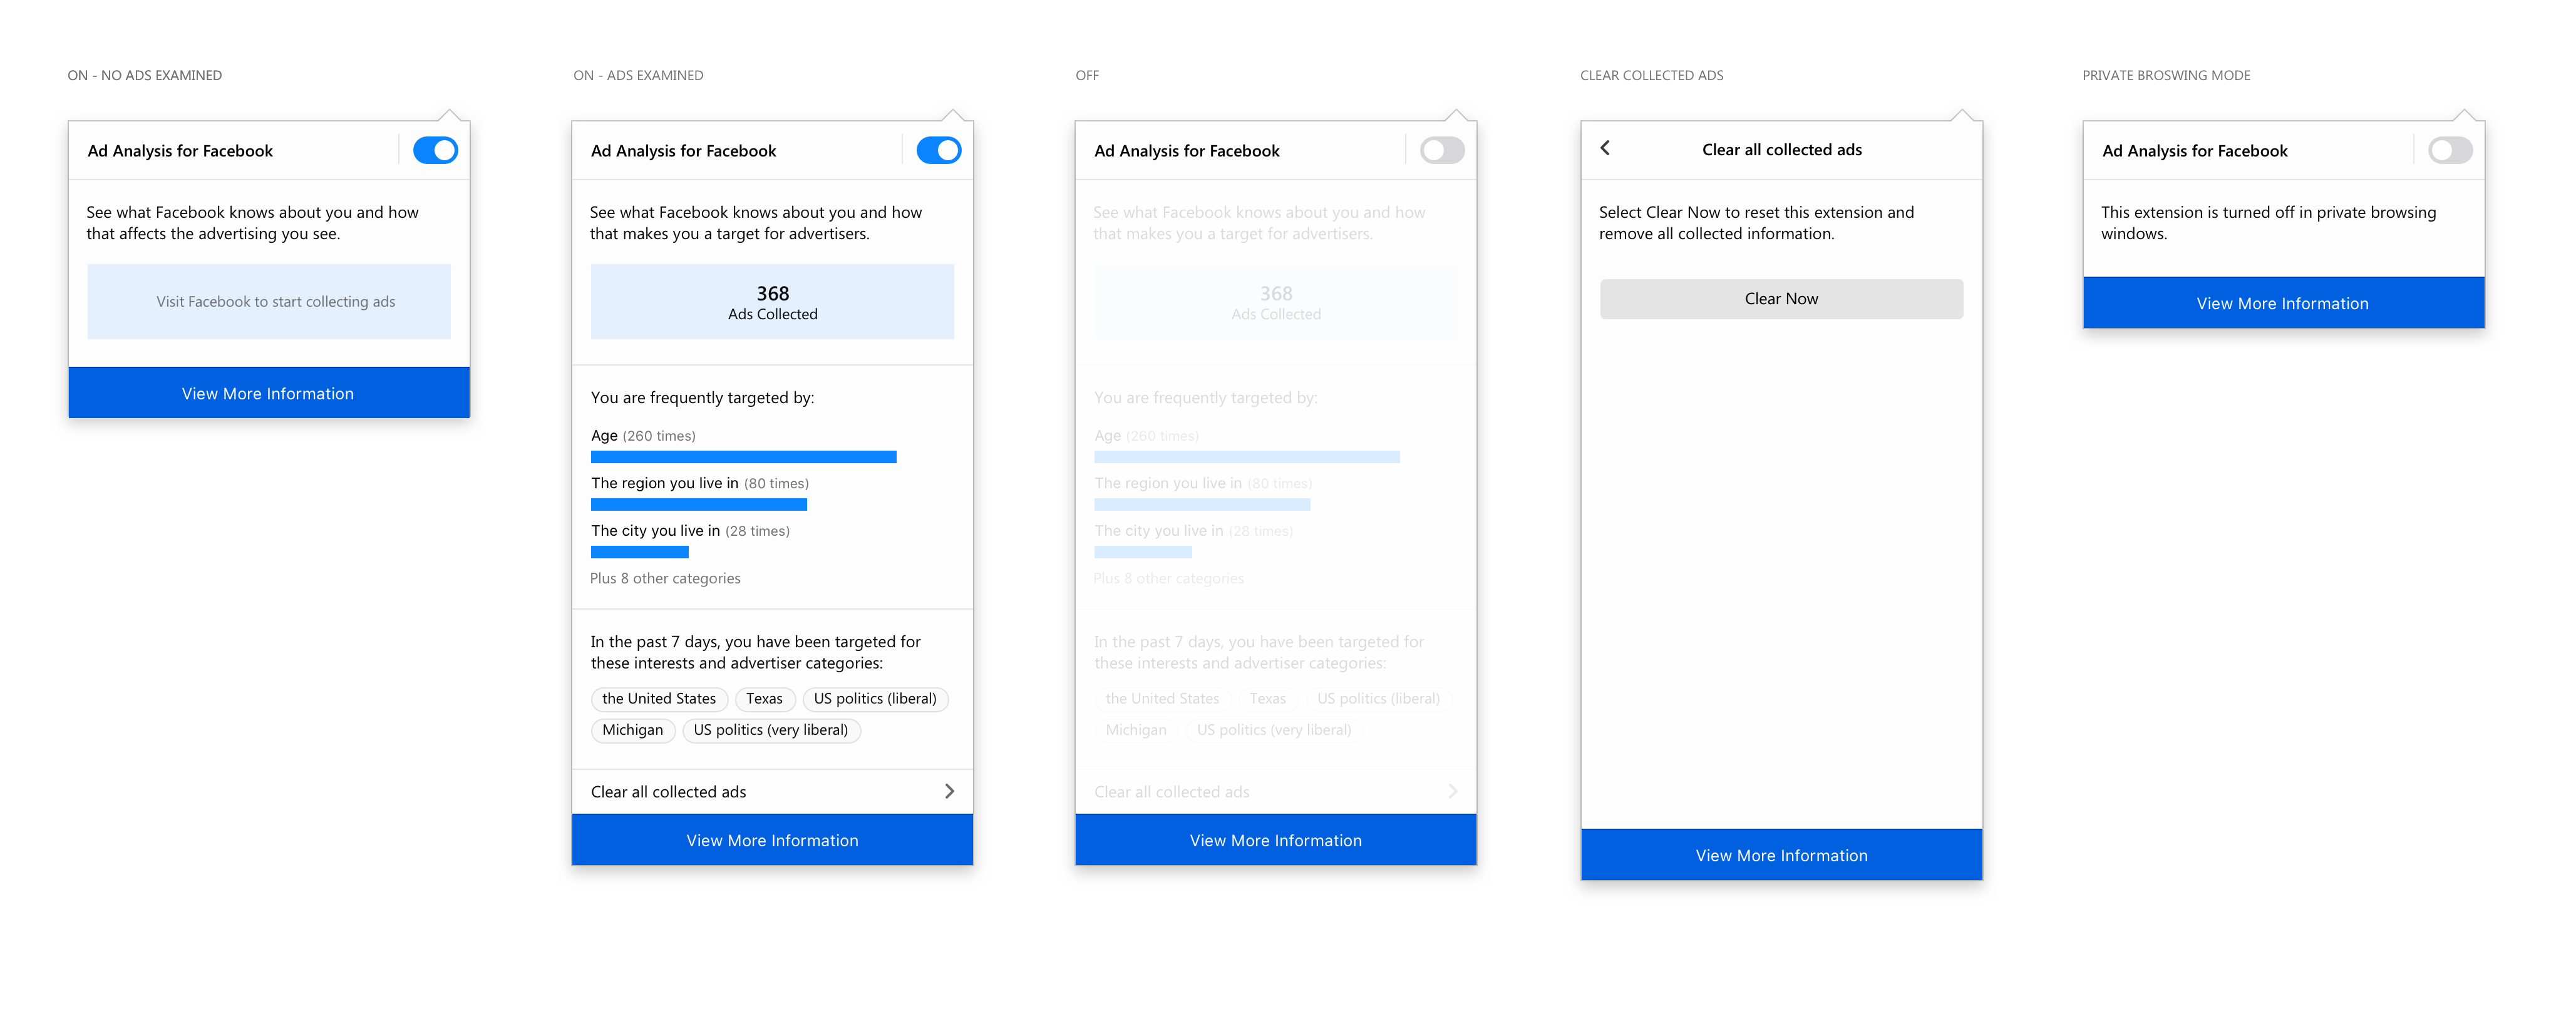 ON - NO ADS EXAMINED
Ad Analysis for Facebook
See what Facebook knows about you and how
that affects the advertising you see.
Visit Facebook to start collecting ads
View More Information
ON - ADS EXAMINED
Ad Analysis for Facebook
See what Facebook knows about you and how
that makes you a target for advertisers.
368
Ads Collected
You are frequently targeted by:
Age (260 times)
The region you live in (80 times)
The city you live in (28 times)
Plus 8 other categories
In the past 7 days, you have been targeted for
these interests and advertiser categories:
the United States Texas US politics (liberal)
Michigan US politics (very liberal)
Clear all collected ads
View More Information
OFF
Ad Analysis for Facebook
See what Facebook knows about you and how
that makes you a target for advertisers.
368
Ads Collected
You are frequently targeted by:
Age (260 times)
The region you live in (80 times)
The city you live in (28 times)
Plus 8 other categories
In the past 7 days, you have been targeted for
these interests and advertiser categories:
the United States Texas US politics (liberal)
Michigan US politics (very liberal)
Clear all collected ads
View More Information
CLEAR COLLECTED ADS
Clear all collected ads
Select Clear Now to reset this extension and
remove all collected information.
Clear Now
View More Information
PRIVATE BROSWING MODE
Ad Analysis for Facebook
This extension is turned off in private browsing
windows.
View More Information